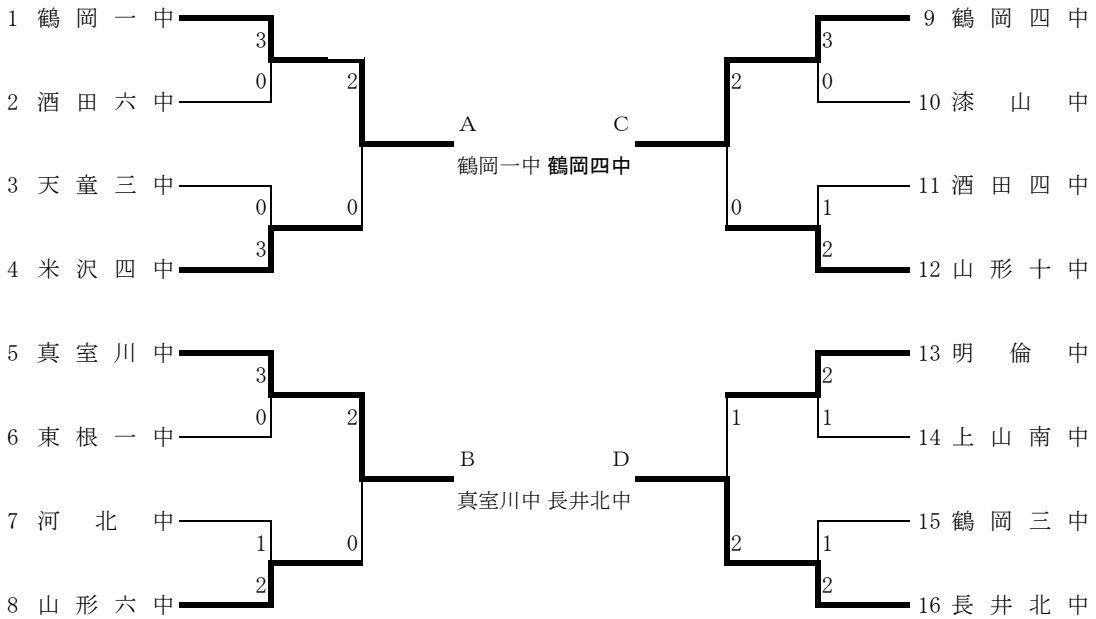 1 鶴岡一中
3
0
2 酒田六中
2
A
鶴岡一中
3 天童三中
0
3
4 米沢四中
0
5 真室川中
3
0
6 東根一中
2
B
真室川中
7 河北中
1
2
8 山形六中
0
9 鶴岡四中
3
0
10 漆山中
2
C
鶴岡四中
11 酒田四中
1
2
12 山形十中
0
13 明倫中
2
1
14 上山南中
1
D
長井北中
15 鶴岡三中
1
2
16 長井北中
2